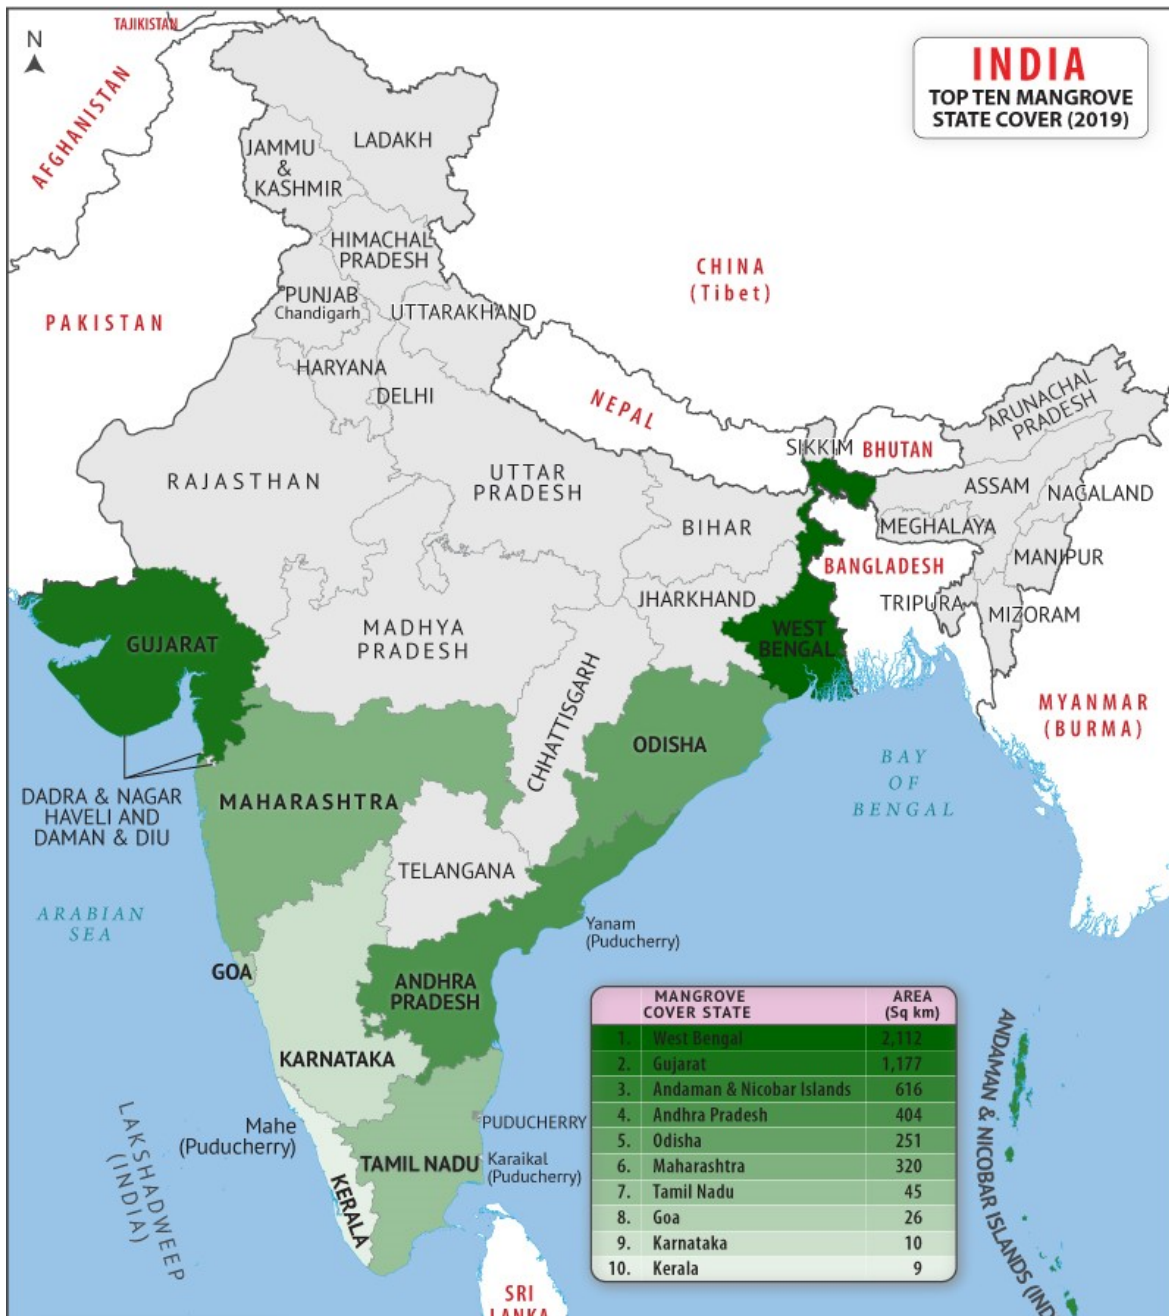 N
TAJIKISTAN
AFGHANISTAN
INDIA
TOP TEN MANGROVE
STATE COVER (2019)
LADAKH
JAMMU
&
KASHMIR
HIMACHAL
PRADESH
CHINA
(Tibet)
PUNJAB
Chandigarh
UTTARAKHAND
PAKISTAN
HARYANA
DELHI
NEPAL
ARUNACHAL
PRADESH
SIKKIM
BHUTAN
RAJASTHAN
UTTAR
PRADESH
ASSAM
NAGALAND
BIHAR
MEGHALAYA
MANIPUR
BANGLADESH
JHARKHAND
TRIPURA
MIZORAM
GUJARAT
MADHYA
PRADESH
WEST
BENGAL
CHHATTISGARH
MYANMAR
(BURMA)
ODISHA
BAY
OF
BENGAL
DADRA & NAGAR
HAVELI AND
DAMAN & DIU
MAHARASHTRA
TELANGANA
ARABIAN
SEA
Yanam
(Puducherry)
GOA
ANDHRA
PRADESH
KARNATAKA
Mahe
(Puducherry)
PUDUCHERRY
TAMIL NADU
Karaikal
(Puducherry)
KERALA
LAKSHADWEEP
(INDIA)
SRI
LANKA
ANDAMAN & NICOBAR ISLANDS (IND
MANGROVE COVER STATE AREA (Sq km)
1. West Bengal 2,112
2. Gujarat 1,177
3. Andaman & Nicobar Islands 616
4. Andhra Pradesh 404
5. Odisha 251
6. Maharashtra 320
7. Tamil Nadu 45
8. Goa 26
9. Karnataka 10
10. Kerala 9